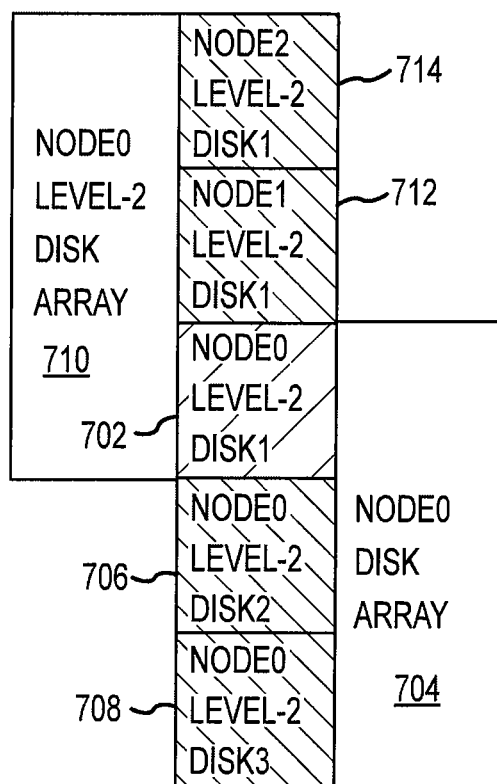 NODE2
LEVEL-2
DISK1
714
NODE0
LEVEL-2
DISK
ARRAY
710
NODE1
LEVEL-2
DISK1
712
NODE0
LEVEL-2
DISK1
702
NODE0
LEVEL-2
DISK2
706
NODE0
DISK
ARRAY
704
NODE0
LEVEL-2
DISK3
708